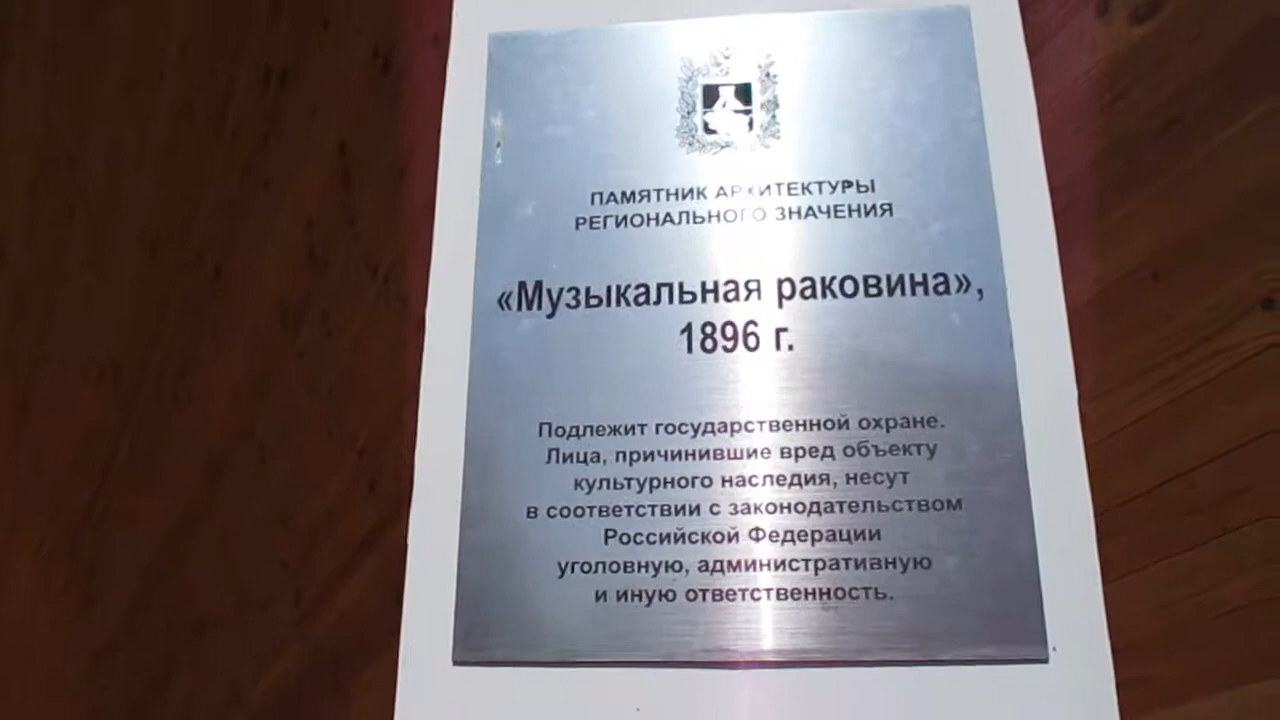 ПАМЯТНИК АРХИТЕКТУРЫ
РЕГИОНАЛЬНОГО ЗНАЧЕНИЯ
«Музыкальная раковина»,
1896 г.
Подлежит государственной охране.
Лица, причинившие вред объекту
культурного наследия, несут
в соответствии с законодательством
Российской Федерации
уголовную, административную
и иную ответственность.